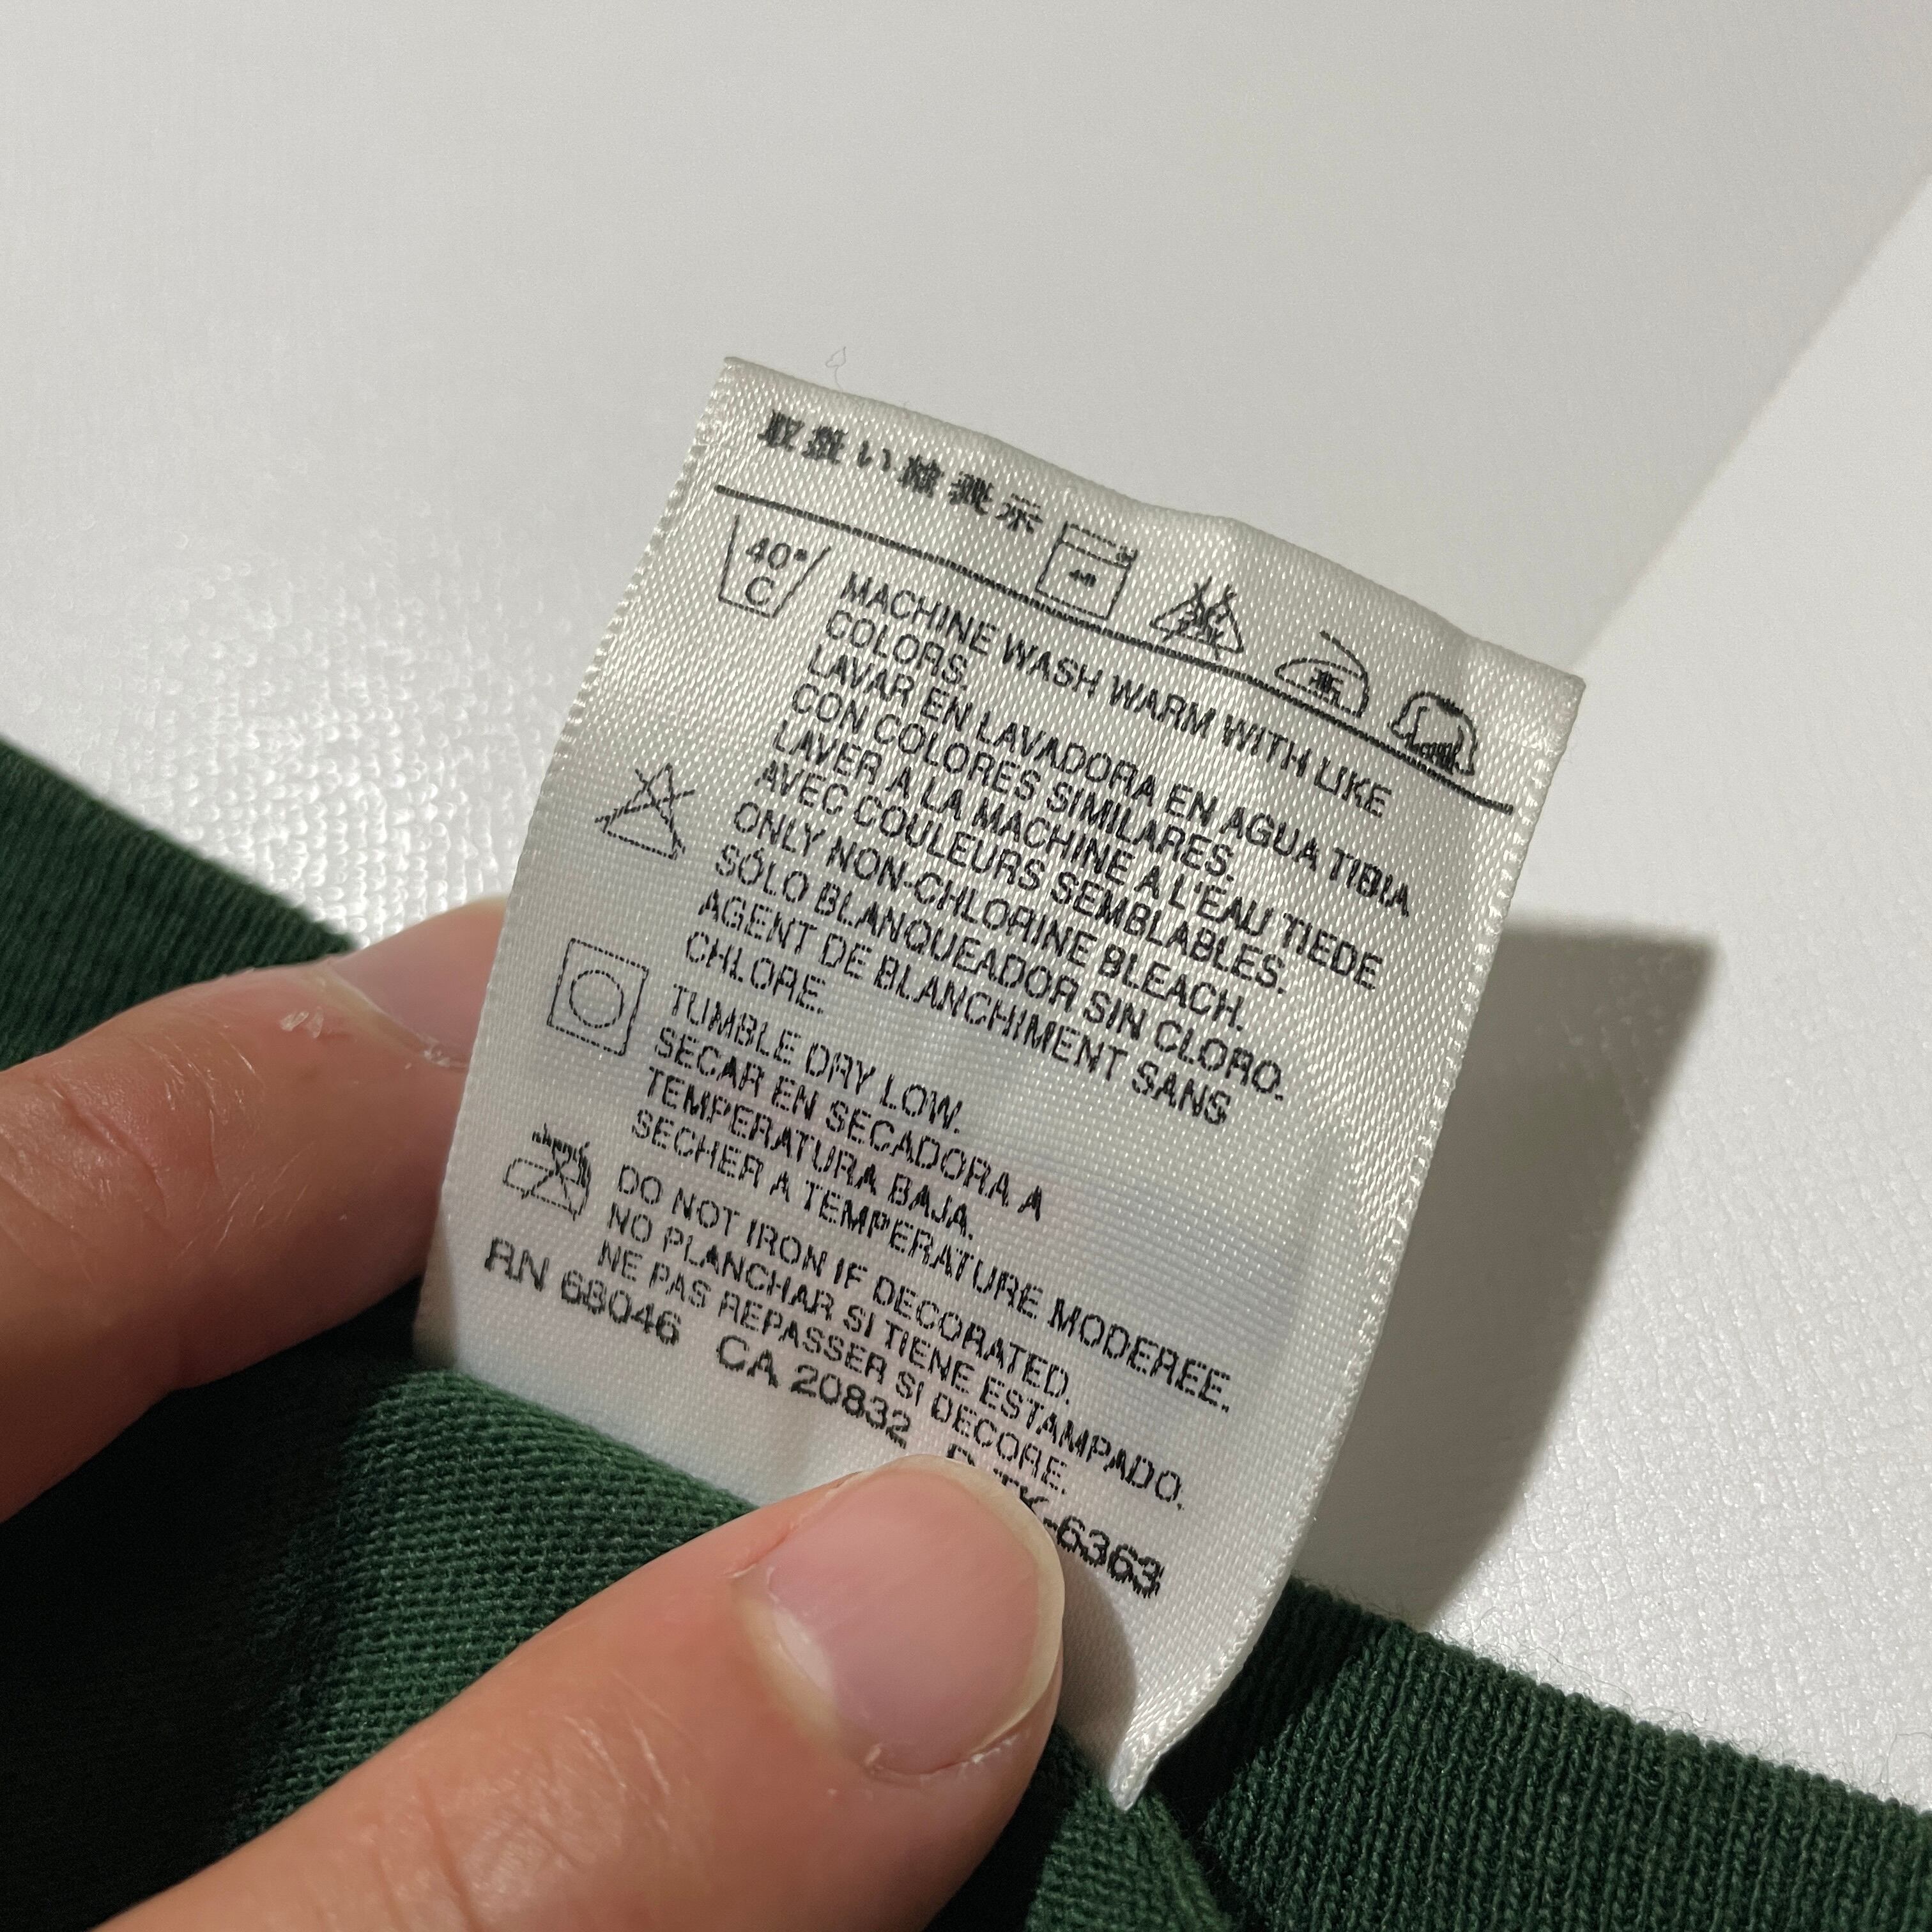 取扱い絵表示
40
40°
C
MACHINE WASH WARM WITH LIKE
COLORS.
LAVAR EN LAVADORA EN AGUA TIBIA
CON COLORES SIMILARES.
LAVER A LA MACHINE A L'EAU TIEDE
AVEC COULEURS SEMBLABLES.
ONLY NON-CHLORINE BLEACH.
SÓLO BLANQUEADOR SIN CLORO.
AGENT DE BLANCHIMENT SANS
CHLORE.
TUMBLE DRY LOW.
SECAR EN SECADORA A
TEMPERATURA BAJA.
SECHER A TEMPERATURE MODEREE.
DO NOT IRON IF DECORATED.
NO PLANCHAR SI TIENE ESTAMPADO.
NE PAS REPASSER SI DECORE.
RN 68046 CA 20832 -6363